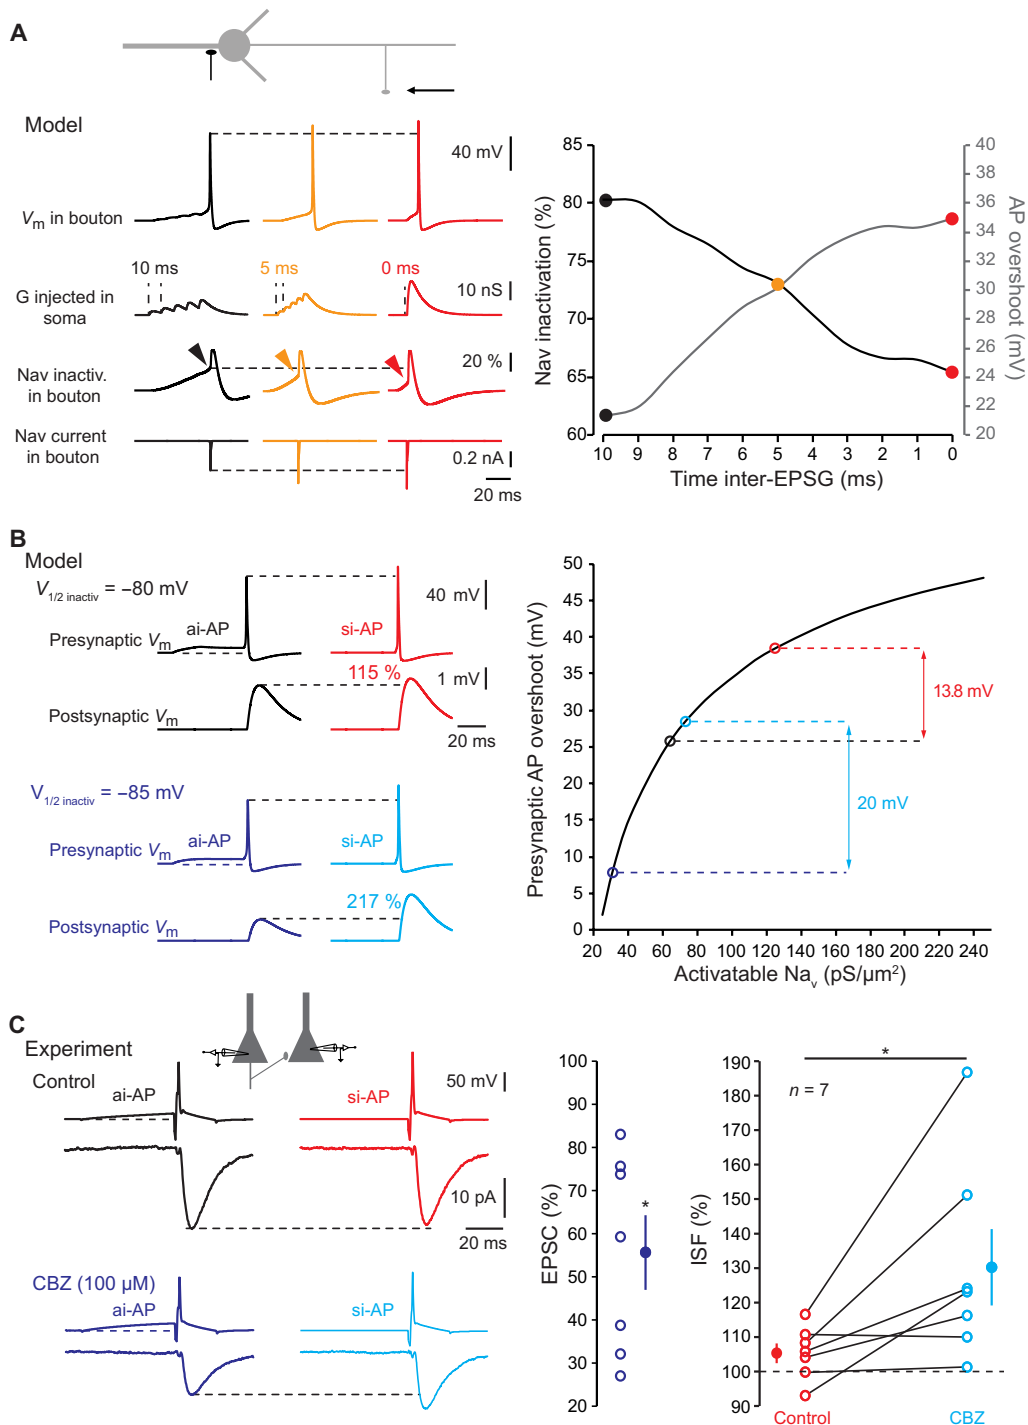 A
Model
40 mV
Vm in bouton
10 ms
5 ms
0 ms
G injected in
soma
10 nS
20 %
Nav inactiv.
in bouton
Nav current
in bouton
0.2 nA
20 ms
85
80
75
70
65
60
Nav inactivation (%)
40
38
36
34
32
30
28
26
24
22
20
AP overshoot (mV)
10 9 8 7 6 5 4 3 2 1 0
Time inter-EPSG (ms)
B
Model
V1/2 inactiv = −80 mV
40 mV
ai-AP
si-AP
Presynaptic Vm
115 %
1 mV
Postsynaptic Vm
20 ms
V1/2 inactiv = −85 mV
ai-AP
si-AP
Presynaptic Vm
217 %
Postsynaptic Vm
50
45
40
35
30
25
20
15
10
5
0
Presynaptic AP overshoot (mV)
13.8 mV
20 mV
20 40 60 80 100 120 140 160 180 200 220 240
Activatable Nav (pS/µm²)
C
Experiment
Control
ai-AP
si-AP
50 mV
10 pA
20 ms
CBZ (100 µM)
ai-AP
si-AP
100
90
80
70
60
50
40
30
20
EPSC (%)
*
190
180
170
160
150
140
130
120
110
100
90
ISF (%)
*
n = 7
Control
CBZ